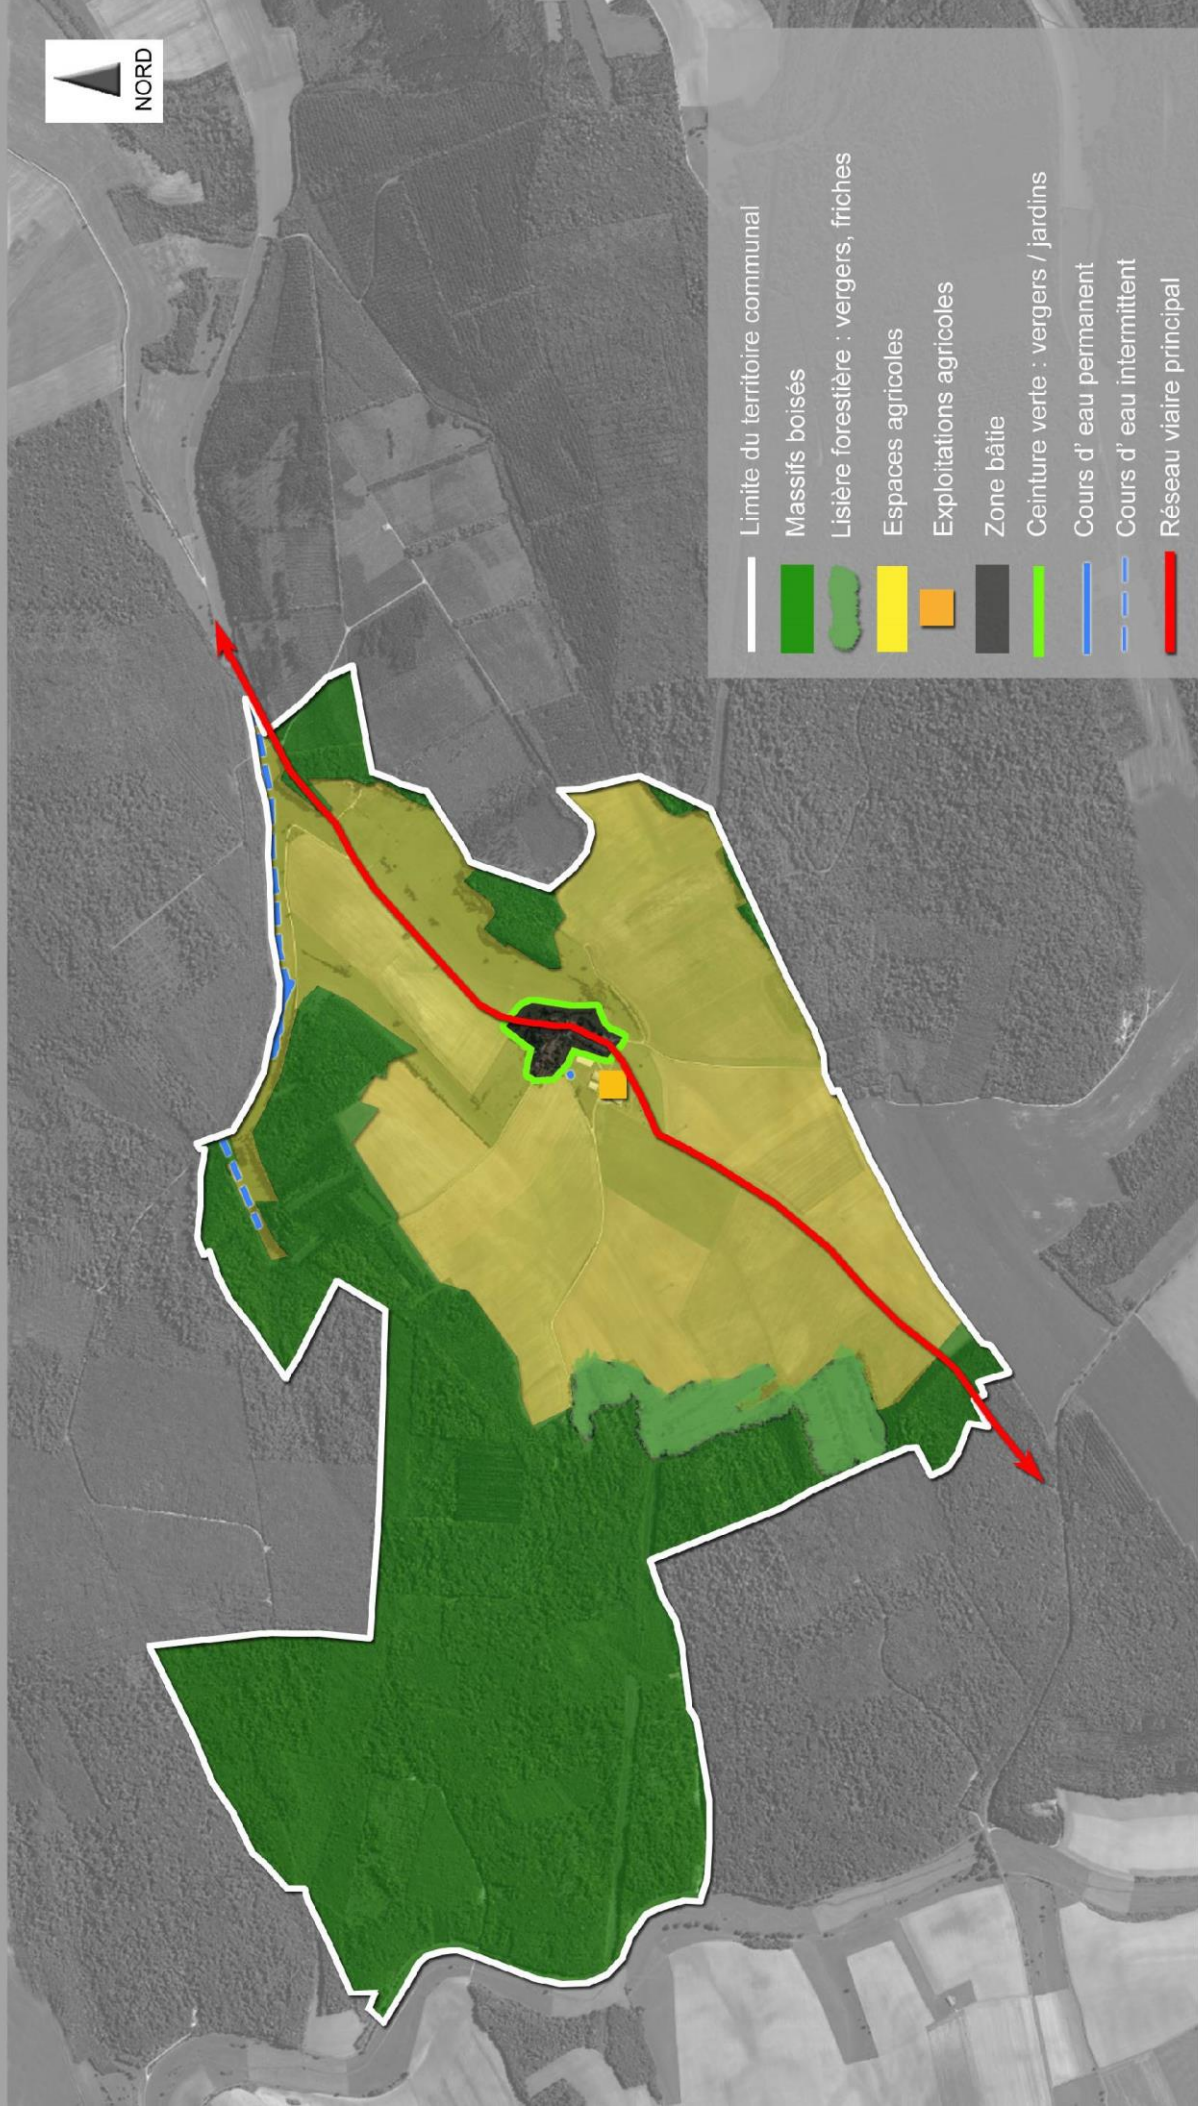 NORD
Limite du territoire communal
Massifs boisés
Lisière forestière : vergers, friches
Espaces agricoles
Exploitations agricoles
Zone bâtie
Ceinture verte : vergers / jardins
Cours d' eau permanent
Cours d' eau intermittent
Réseau viaire principal